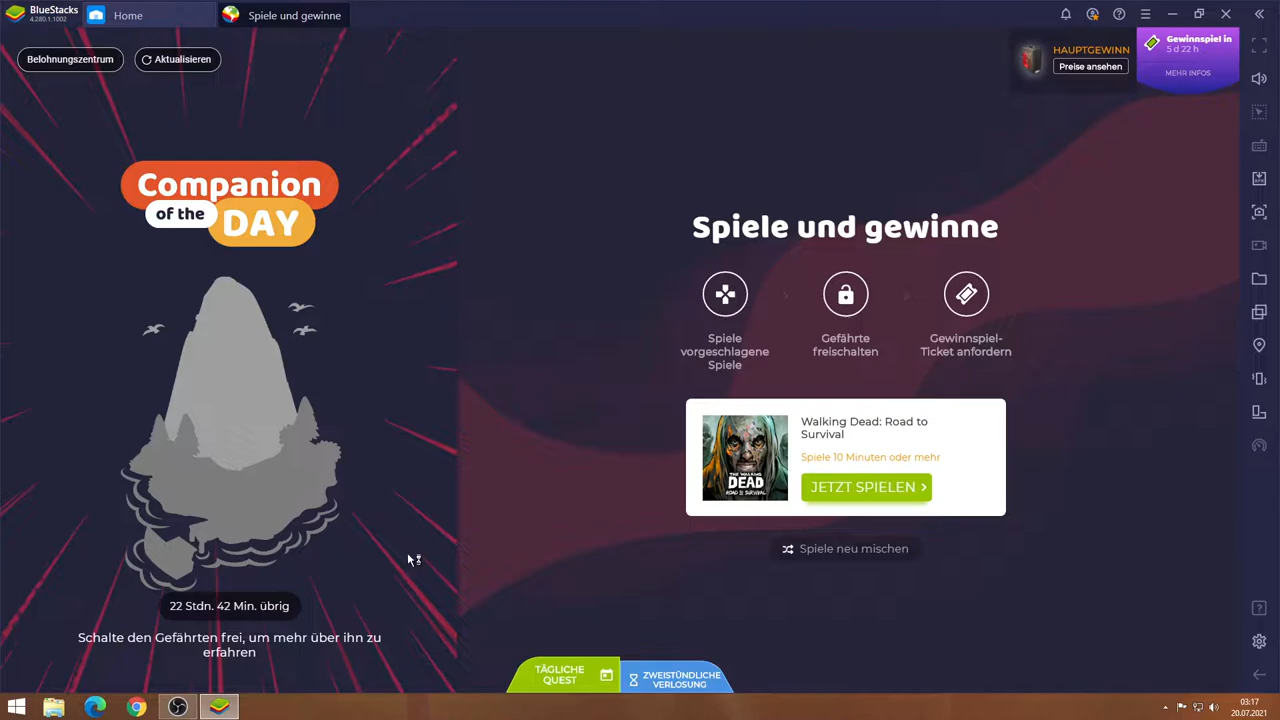 BlueStacks
4.280.1.1002
Home
Spiele und gewinne
Belohnungszentrum
Aktualisieren
HAUPTGEWINN
Preise ansehen
Gewinnspiel in
5 d 22 h
MEHR INFOS
Companion
of the
DAY
22 Stdn. 42 Min. übrig
Schalte den Gefährten frei, um mehr über ihn zu
erfahren
Spiele und gewinne
Spiele
vorgeschlagene
Spiele
Gefährte
freischalten
Gewinnspiel-
Ticket anfordern
THE WALKING
DEAD
ROAD TO SURVIVAL
Walking Dead: Road to
Survival
Spiele 10 Minuten oder mehr
JETZT SPIELEN
Spiele neu mischen
TÄGLICHE
QUEST
ZWEISTÜNDLICHE
VERLOSUNG
03:17
20.07.2021